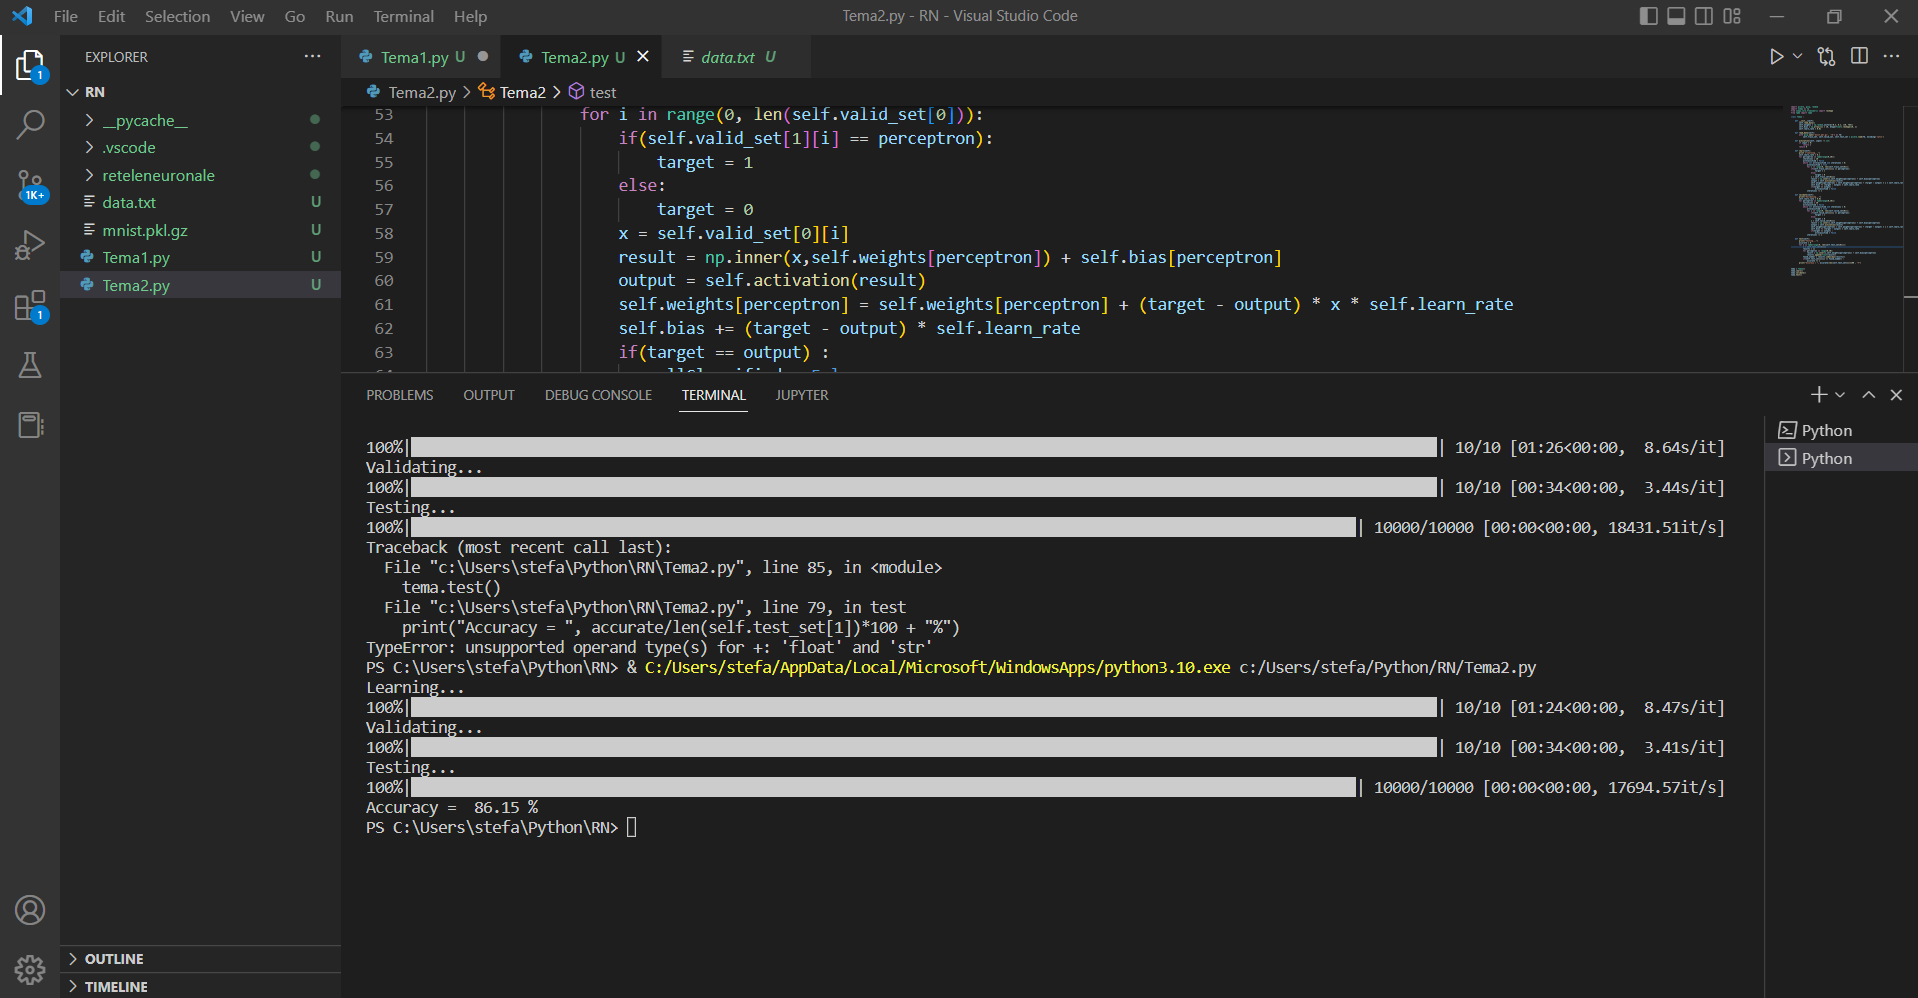 File Edit Selection View Go Run Terminal Help
Tema2.py - RN - Visual Studio Code
EXPLORER ...
RN
__pycache__
.vscode
reteleneuronale
data.txt U
mnist.pkl.gz U
Tema1.py U
Tema2.py U
OUTLINE
TIMELINE
1
1K+
1
Tema1.py U
Tema2.py U
data.txt U
Tema2.py > Tema2 > test
53 for i in range(0, len(self.valid_set[0])):
54 if(self.valid_set[1][i] == perceptron):
55 target = 1
56 else:
57 target = 0
58 x = self.valid_set[0][i]
59 result = np.inner(x,self.weights[perceptron]) + self.bias[perceptron]
60 output = self.activation(result)
61 self.weights[perceptron] = self.weights[perceptron] + (target - output) * x * self.learn_rate
62 self.bias += (target - output) * self.learn_rate
63 if(target == output) :
PROBLEMS OUTPUT DEBUG CONSOLE TERMINAL JUPYTER
100%| | 10/10 [01:26<00:00, 8.64s/it]
Validating...
100%| | 10/10 [00:34<00:00, 3.44s/it]
Testing...
100%| | 10000/10000 [00:00<00:00, 18431.51it/s]
Traceback (most recent call last):
File "c:\Users\stefa\Python\RN\Tema2.py", line 85, in <module>
tema.test()
File "c:\Users\stefa\Python\RN\Tema2.py", line 79, in test
print("Accuracy = ", accurate/len(self.test_set[1])*100 + "%")
TypeError: unsupported operand type(s) for +: 'float' and 'str'
PS C:\Users\stefa\Python\RN> & C:/Users/stefa/AppData/Local/Microsoft/WindowsApps/python3.10.exe c:/Users/stefa/Python/RN/Tema2.py
Learning...
100%| | 10/10 [01:24<00:00, 8.47s/it]
Validating...
100%| | 10/10 [00:34<00:00, 3.41s/it]
Testing...
100%| | 10000/10000 [00:00<00:00, 17694.57it/s]
Accuracy =  86.15 %
PS C:\Users\stefa\Python\RN>
Python
Python